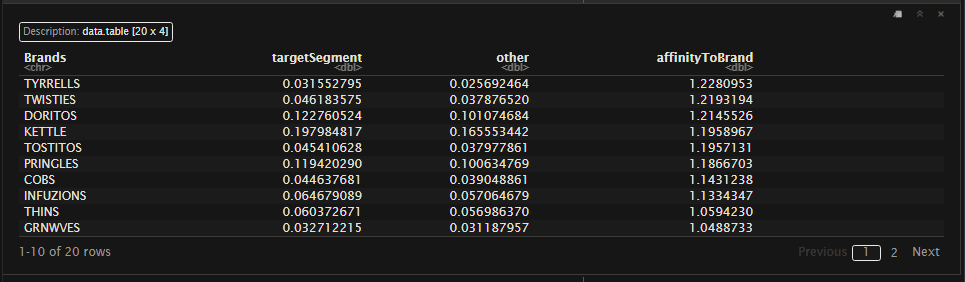 Description: data.table [20 x 4]
Brands targetSegment other affinityToBrand
<chr> <dbl> <dbl> <dbl>
TYRRELLS 0.031552795 0.025692464 1.2280953
TWISTIES 0.046183575 0.037876520 1.2193194
DORITOS 0.122760524 0.101074684 1.2145526
KETTLE 0.197984817 0.165553442 1.1958967
TOSTITOS 0.045410628 0.037977861 1.1957131
PRINGLES 0.119420290 0.100634769 1.1866703
COBS 0.044637681 0.039048861 1.1431238
INFUZIONS 0.064679089 0.057064679 1.1334347
THINS 0.060372671 0.056986370 1.0594230
GRNWVES 0.032712215 0.031187957 1.0488733
1-10 of 20 rows Previous 1 2 Next